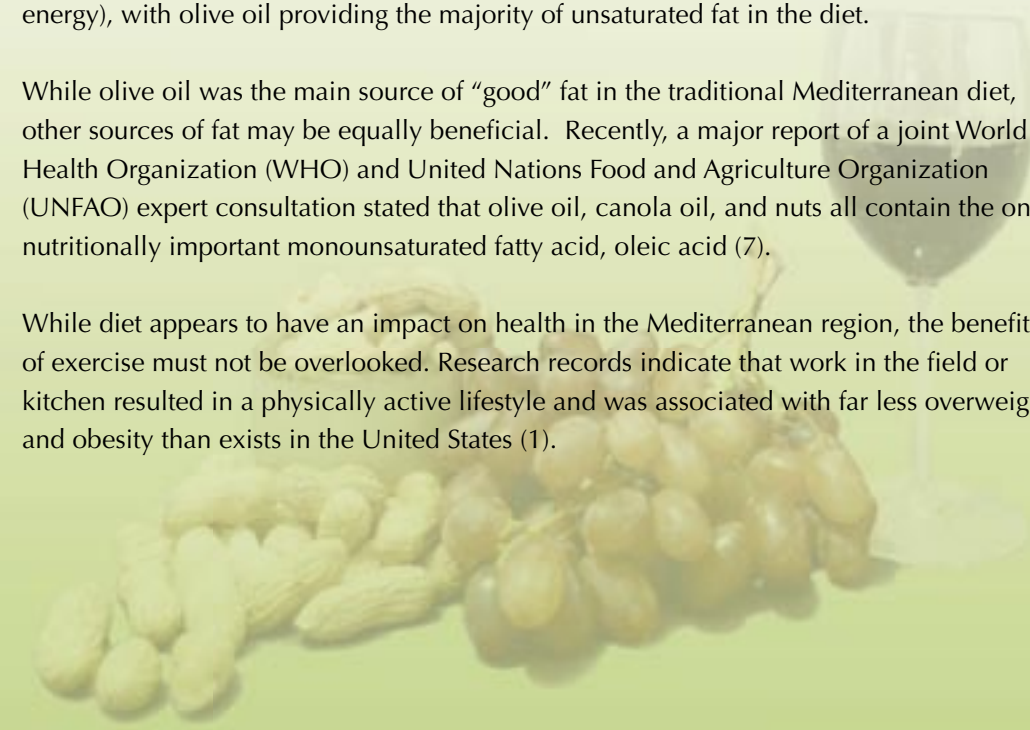 energy), with olive oil providing the majority of unsaturated fat in the diet.
While olive oil was the main source of “good” fat in the traditional Mediterranean diet,
other sources of fat may be equally beneficial.  Recently, a major report of a joint World
Health Organization (WHO) and United Nations Food and Agriculture Organization
(UNFAO) expert consultation stated that olive oil, canola oil, and nuts all contain the on
nutritionally important monounsaturated fatty acid, oleic acid (7).
While diet appears to have an impact on health in the Mediterranean region, the benefit
of exercise must not be overlooked. Research records indicate that work in the field or
kitchen resulted in a physically active lifestyle and was associated with far less overweig
and obesity than exists in the United States (1).